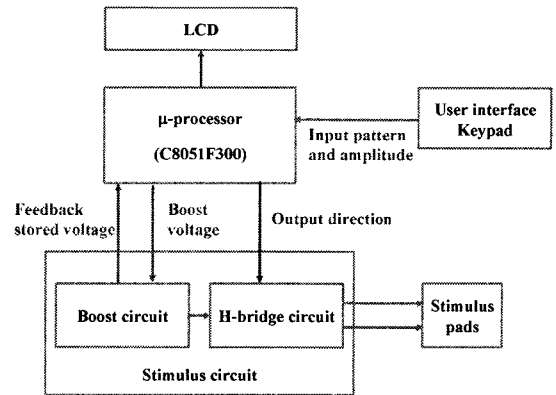 LCD
μ-processor
(C8051F300)
User interface
Keypad
Input pattern
and amplitude
Feedback
stored voltage
Boost
voltage
Output direction
Boost circuit
H-bridge circuit
Stimulus
pads
Stimulus circuit